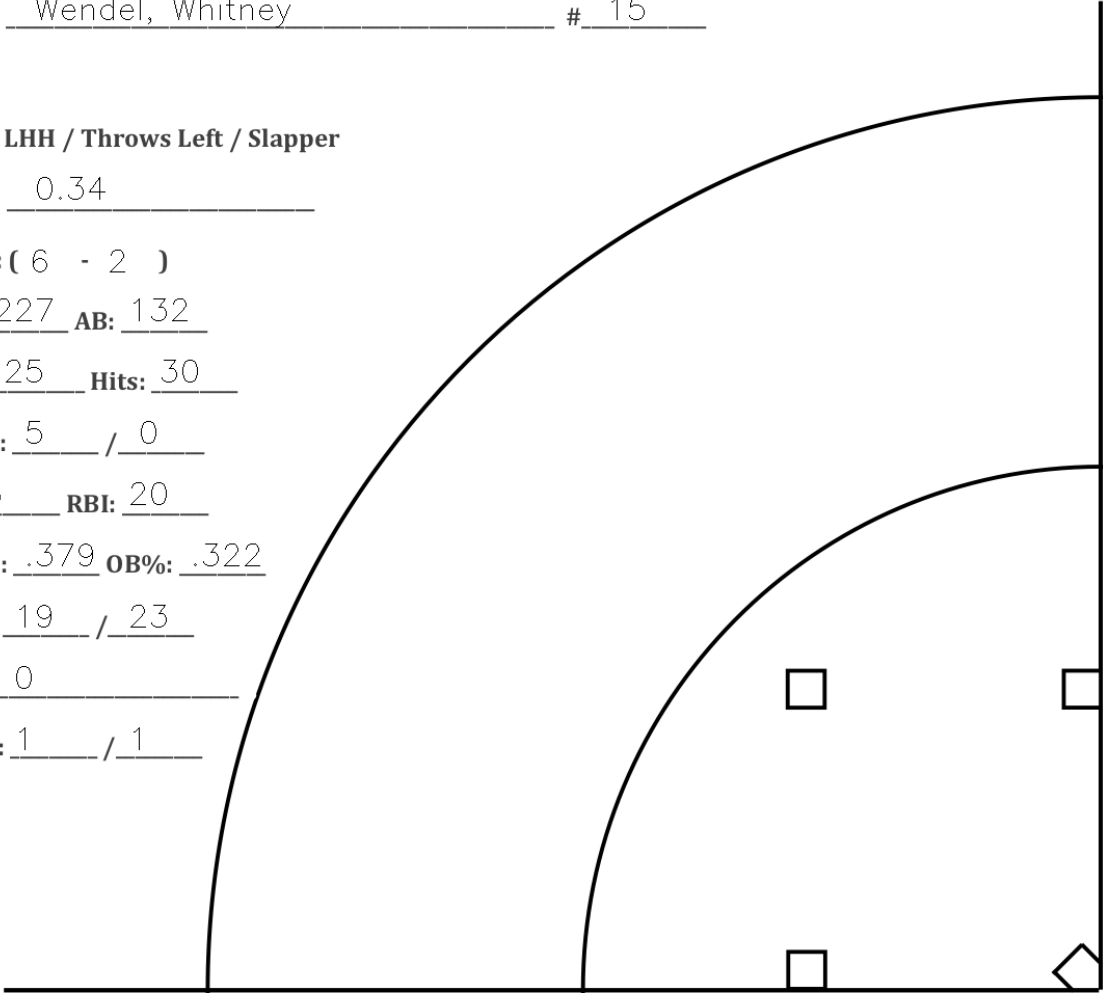 Wendel, Whitney # 15
LHH / Throws Left / Slapper
0.34
: ( 6 - 2 )
227 AB: 132
25 Hits: 30
: 5 / 0
RBI: 20
: .379 OB%: .322
19 / 23
0
: 1 / 1